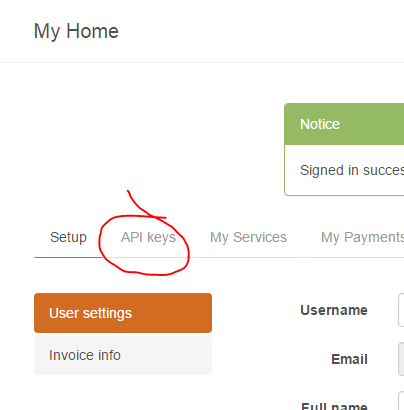 My Home
Notice
Signed in succes
Setup API keys My Services My Payments
User settings
Invoice info
Username
Email
Full name